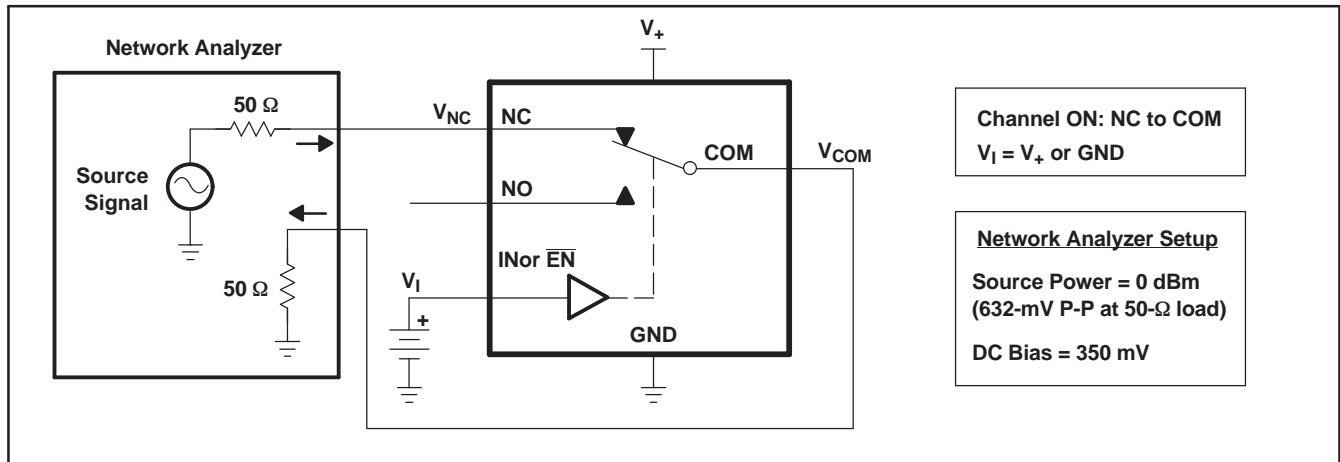 Network Analyzer
50 Ω
Source
Signal
50 Ω
V+
VNC
NC
NO
COM
VCOM
INor EN
VI
+
GND
Channel ON: NC to COM
VI = V+ or GND
Network Analyzer Setup
Source Power = 0 dBm
(632-mV P-P at 50-Ω load)
DC Bias = 350 mV